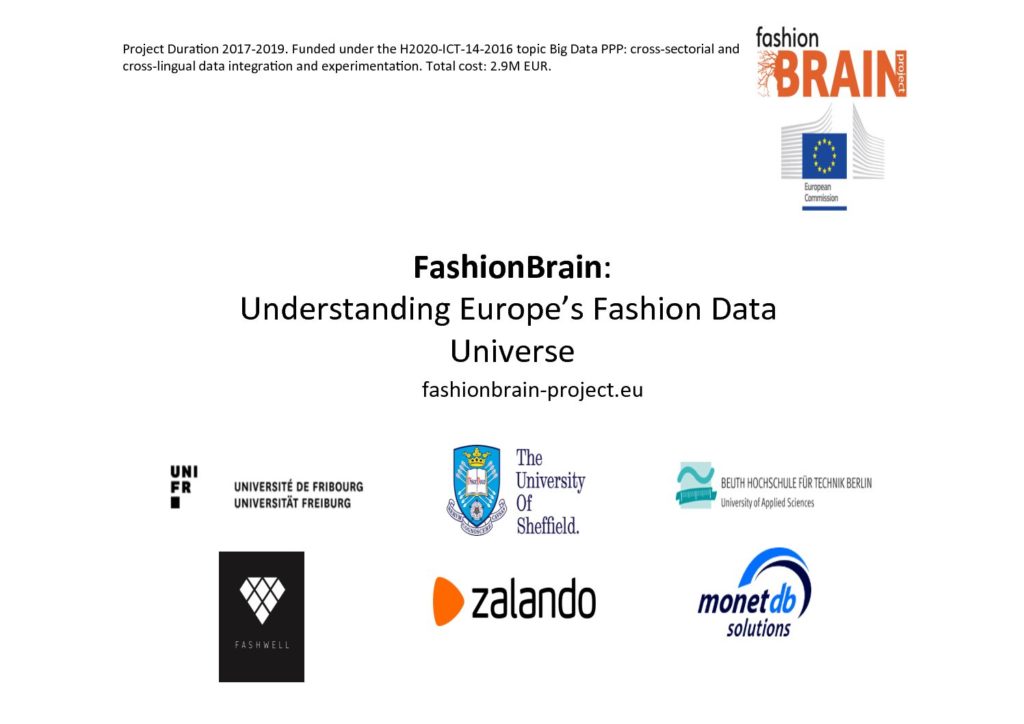 Project Duration 2017-2019. Funded under the H2020-ICT-14-2016 topic Big Data PPP: cross-sectorial and
cross-lingual data integration and experimentation. Total cost: 2.9M EUR.
fashion
BRAIN
project
European
Commission
FashionBrain:
Understanding Europe’s Fashion Data
Universe
fashionbrain-project.eu
UNI
FR
UNIVERSITÉ DE FRIBOURG
UNIVERSITÄT FREIBURG
The
University
Of
Sheffield.
BEUTH HOCHSCHULE FÜR TECHNIK BERLIN
University of Applied Sciences
FASHWELL
zalando
monetdb
solutions